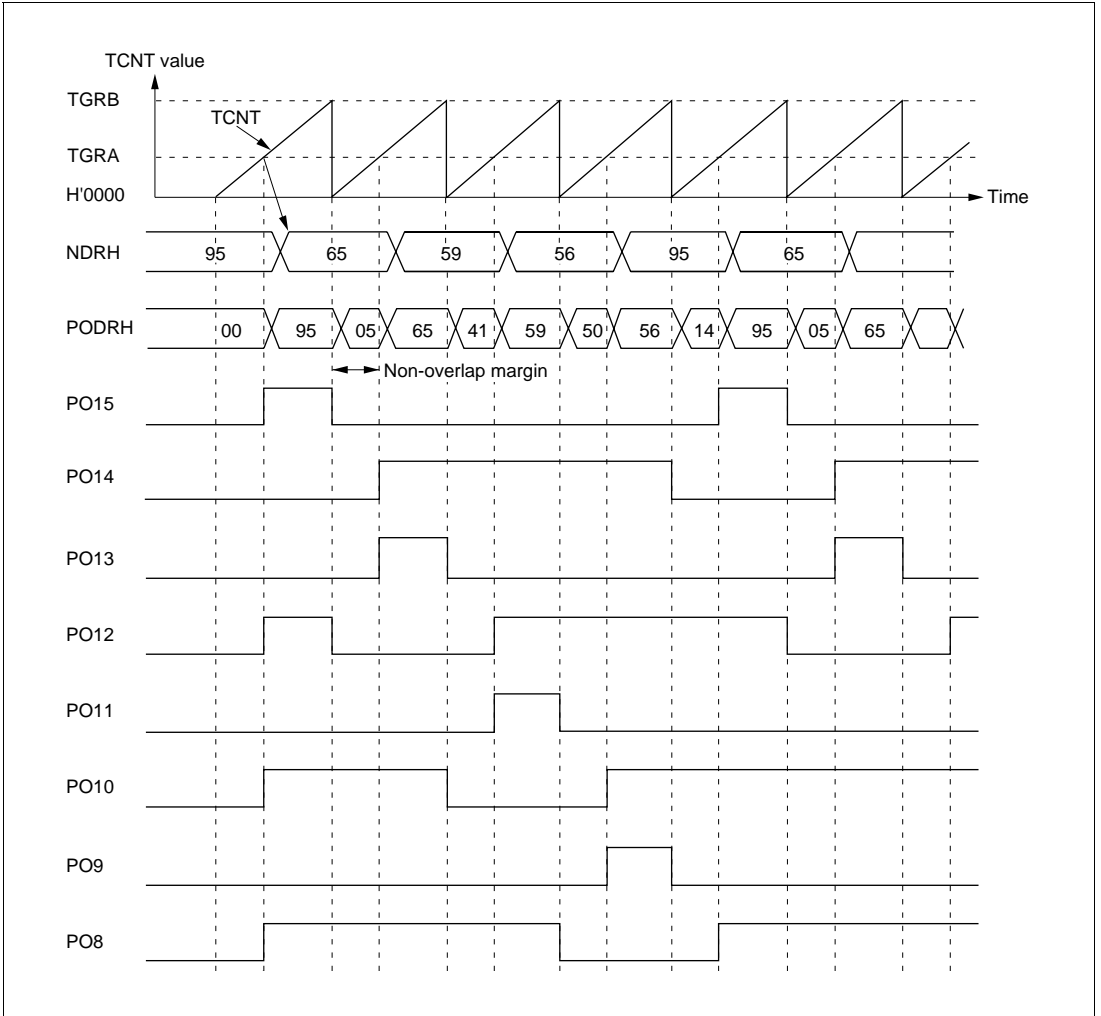 TCNT value
TGRB
TCNT
TGRA
H'0000
Time
NDRH 95 65 59 56 95 65
PODRH 00 95 05 65 41 59 50 56 14 95 05 65
Non-overlap margin
PO15
PO14
PO13
PO12
PO11
PO10
PO9
PO8